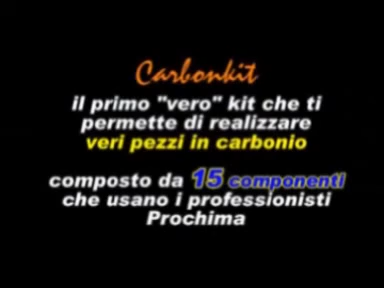 Carbonkit
il primo "vero" kit che ti
permette di realizzare
veri pezzi in carbonio
composto da 15 componenti
che usano i professionisti
Prochima